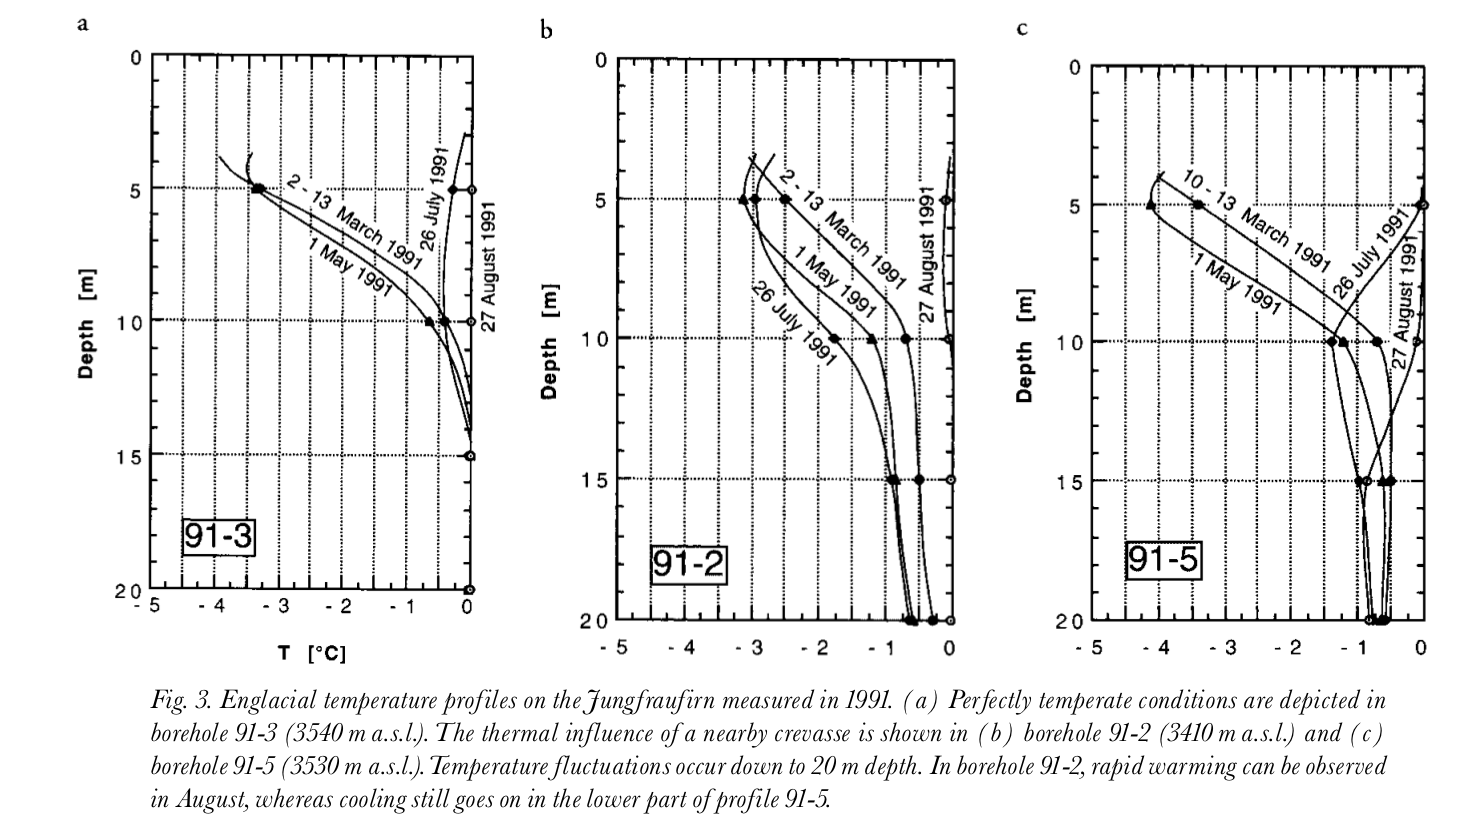 a
b
c
0
5
10
15
20
Depth [m]
2 - 13 March 1991
1 May 1991
26 July 1991
27 August 1991
91-3
- 5 - 4 - 3 - 2 - 1 0
T [°C]
0
5
10
15
20
Depth [m]
2 - 13 March 1991
1 May 1991
26 July 1991
27 August 1991
91-2
- 5 - 4 - 3 - 2 - 1 0
0
5
10
15
20
Depth [m]
10 - 13 March 1991
1 May 1991
26 July 1991
27 August 1991
91-5
- 5 - 4 - 3 - 2 - 1 0
Fig. 3. Englacial temperature profiles on the Jungfraufirn measured in 1991. (a) Perfectly temperate conditions are depicted in
borehole 91-3 (3540 m a.s.l.). The thermal influence of a nearby crevasse is shown in (b) borehole 91-2 (3410 m a.s.l.) and (c)
borehole 91-5 (3530 m a.s.l.). Temperature fluctuations occur down to 20 m depth. In borehole 91-2, rapid warming can be observed
in August, whereas cooling still goes on in the lower part of profile 91-5.